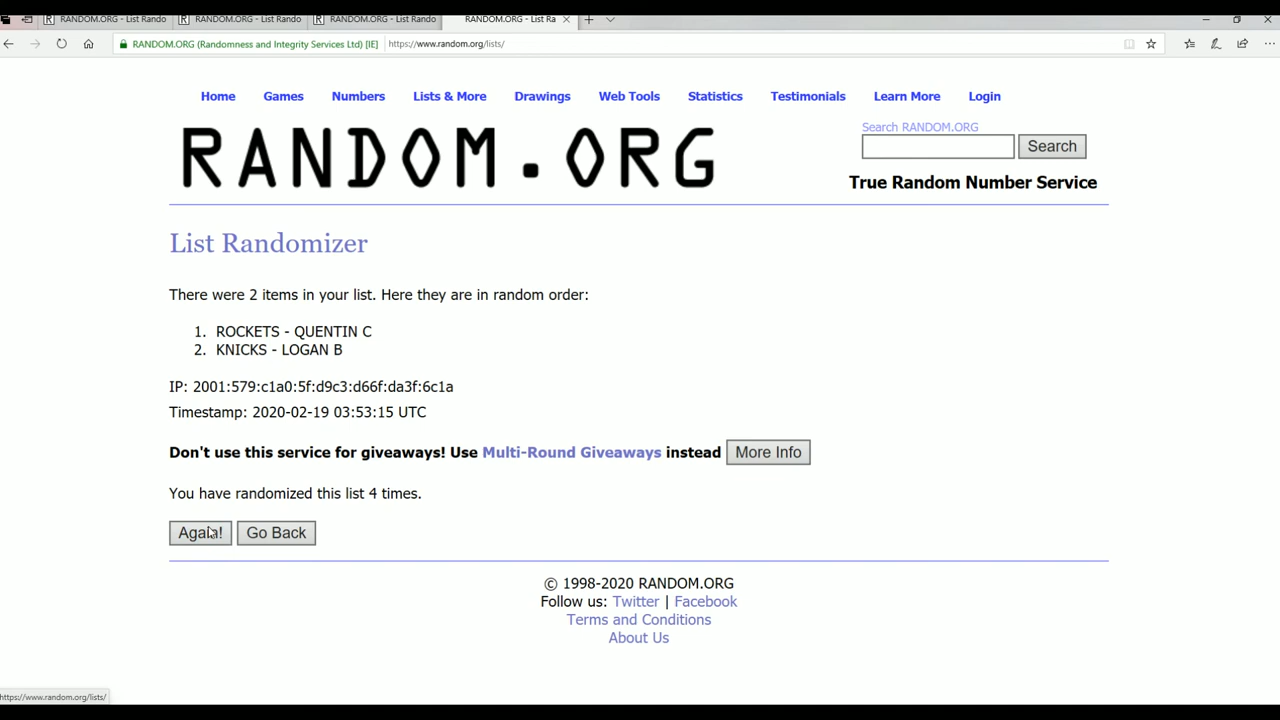 RANDOM.ORG - List Rando
RANDOM.ORG - List Rando
RANDOM.ORG - List Rando
RANDOM.ORG - List Ra
RANDOM.ORG (Randomness and Integrity Services Ltd) [IE]
https://www.random.org/lists/
Home Games Numbers Lists & More Drawings Web Tools Statistics Testimonials Learn More Login
RANDOM.ORG
Search RANDOM.ORG
Search
True Random Number Service
List Randomizer
There were 2 items in your list. Here they are in random order:
1. ROCKETS - QUENTIN C
2. KNICKS - LOGAN B
IP: 2001:579:c1a0:5f:d9c3:d66f:da3f:6c1a
Timestamp: 2020-02-19 03:53:15 UTC
Don't use this service for giveaways! Use Multi-Round Giveaways instead More Info
You have randomized this list 4 times.
Again! Go Back
© 1998-2020 RANDOM.ORG
Follow us: Twitter | Facebook
Terms and Conditions
About Us
https://www.random.org/lists/